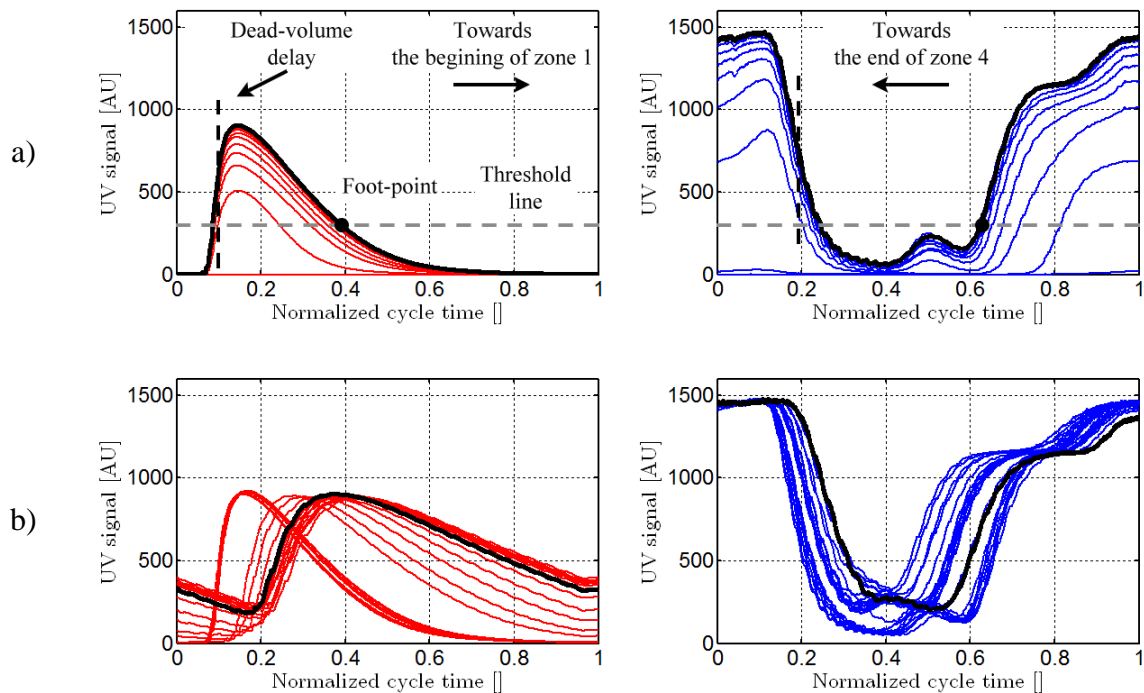 a)
UV signal [AU]
1500
1000
500
0
Dead-volume
delay
Towards
the begining of zone 1
Foot-point
Threshold
line
0
0.2
0.4
0.6
0.8
1
Normalized cycle time []
UV signal [AU]
1500
1000
500
0
Towards
the end of zone 4
0
0.2
0.4
0.6
0.8
1
Normalized cycle time []
b)
UV signal [AU]
1500
1000
500
0
0
0.2
0.4
0.6
0.8
1
Normalized cycle time []
UV signal [AU]
1500
1000
500
0
0
0.2
0.4
0.6
0.8
1
Normalized cycle time []